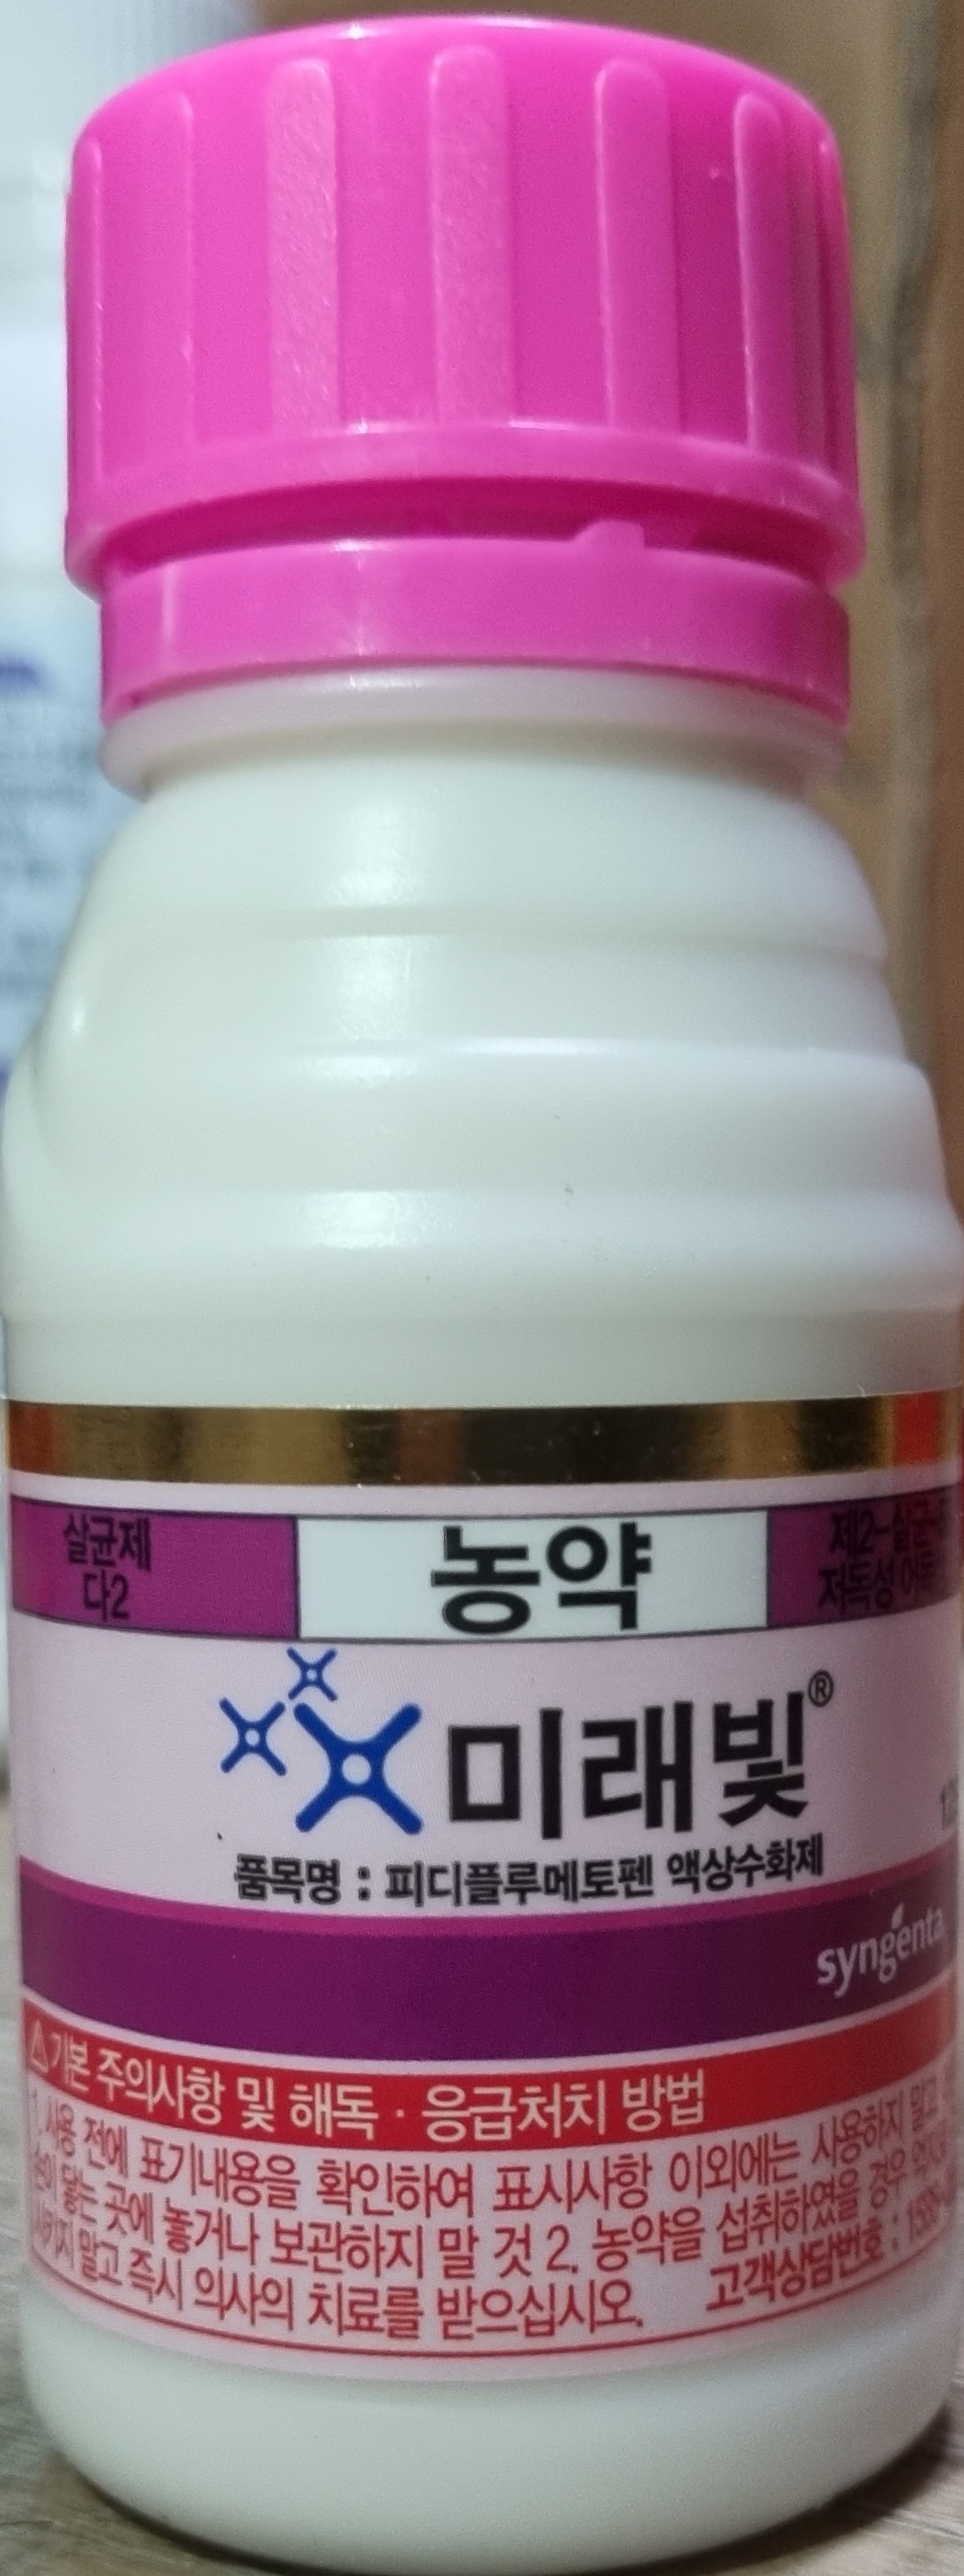 살균제
다2
농약
제2-살균-
저독성
미래빛®
품목명 : 피디플루메토펜 액상수화제
syngenta
⚠기본 주의사항 및 해독 · 응급처치 방법
1. 사용 전에 표기내용을 확인하여 표시사항 이외에는 사용하지 말고,
손이 닿는 곳에 놓거나 보관하지 말 것 2. 농약을 섭취하였을 경우
시키지 말고 즉시 의사의 치료를 받으십시오. 고객상담번호 :